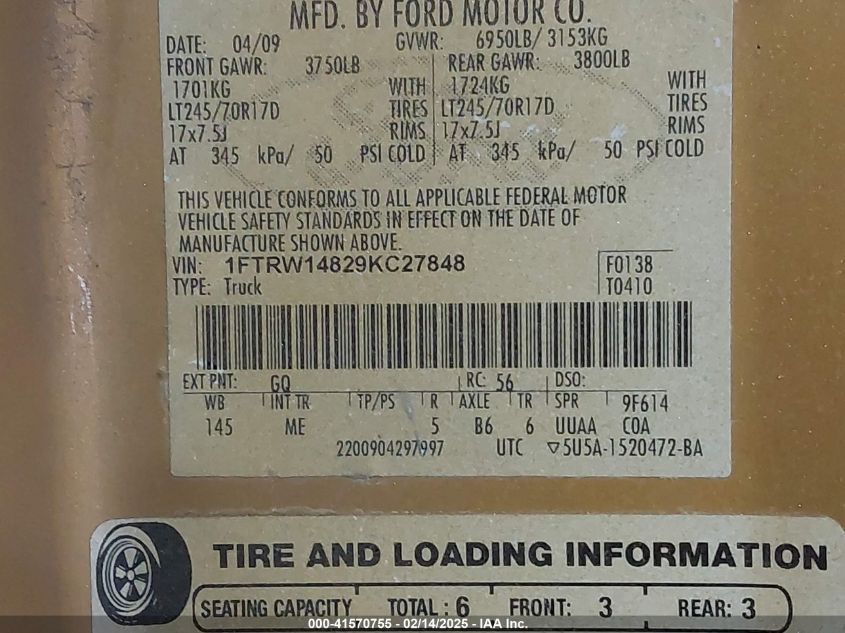 MFD. BY FORD MOTOR CO.
DATE: 04/09 GVWR: 6950LB/ 3153KG
FRONT GAWR: 3750LB REAR GAWR: 3800LB
1701KG WITH 1724KG WITH
LT245/70R17D TIRES LT245/70R17D TIRES
17x7.5J RIMS 17x7.5J RIMS
AT 345 kPa/ 50 PSI COLD AT 345 kPa/ 50 PSI COLD
THIS VEHICLE CONFORMS TO ALL APPLICABLE FEDERAL MOTOR
VEHICLE SAFETY STANDARDS IN EFFECT ON THE DATE OF
MANUFACTURE SHOWN ABOVE.
VIN: 1FTRW14829KC27848 F0138
TYPE: Truck T0410
EXT PNT: GQ RC: 56 DSO:
WB INT TR TP/PS R AXLE TR SPR 9F614
145 ME 5 B6 6 UUAA COA
2200904297997 UTC ▽5U5A-1520472-BA
TIRE AND LOADING INFORMATION
SEATING CAPACITY TOTAL : 6 FRONT: 3 REAR: 3
000-41570755 - 02/14/2025 - IAA Inc.